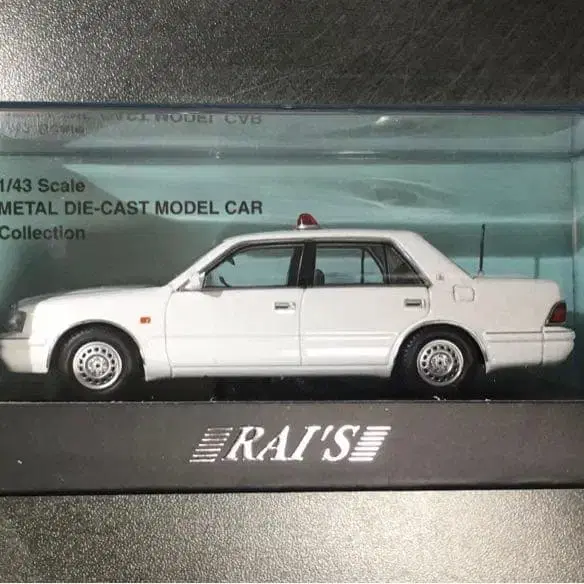 1/43 Scale
METAL DIE-CAST MODEL CAR
Collection
RAI'S